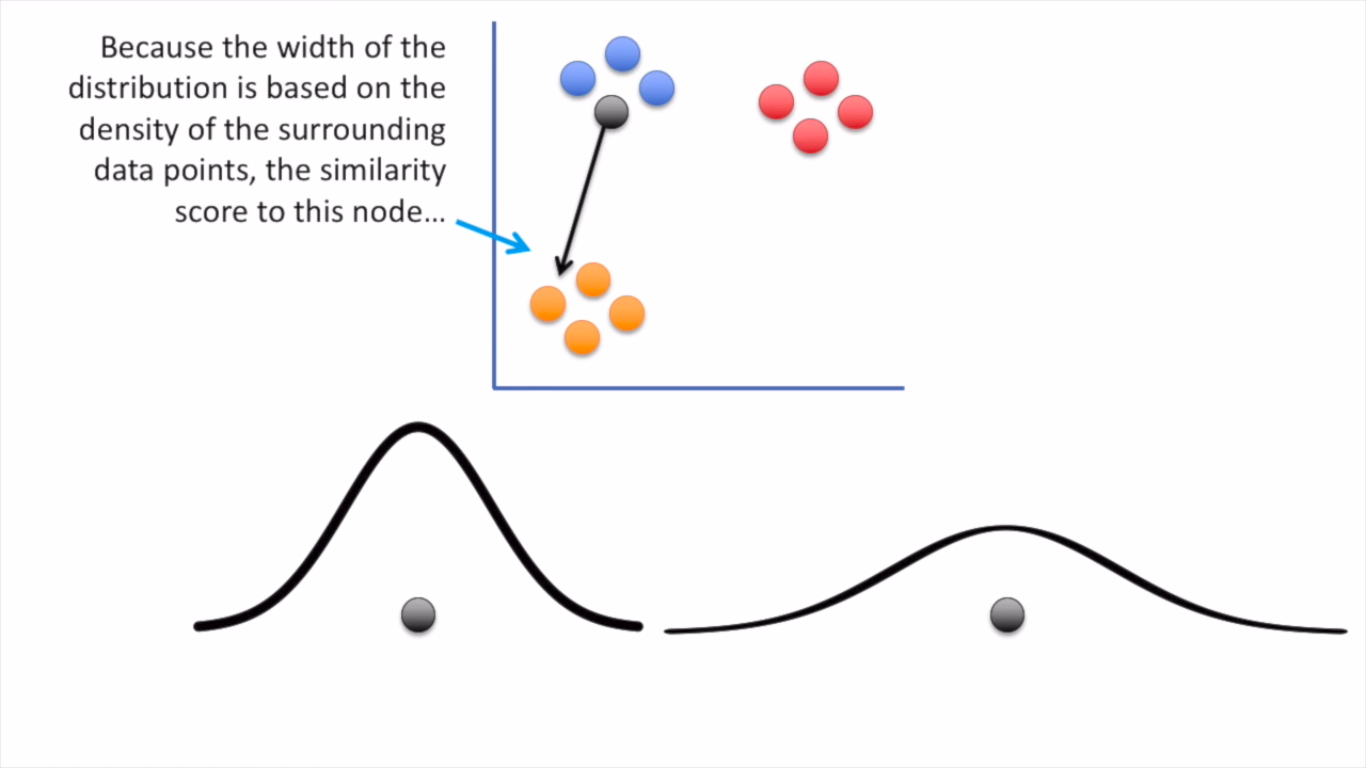 Because the width of the
distribution is based on the
density of the surrounding
data points, the similarity
score to this node…